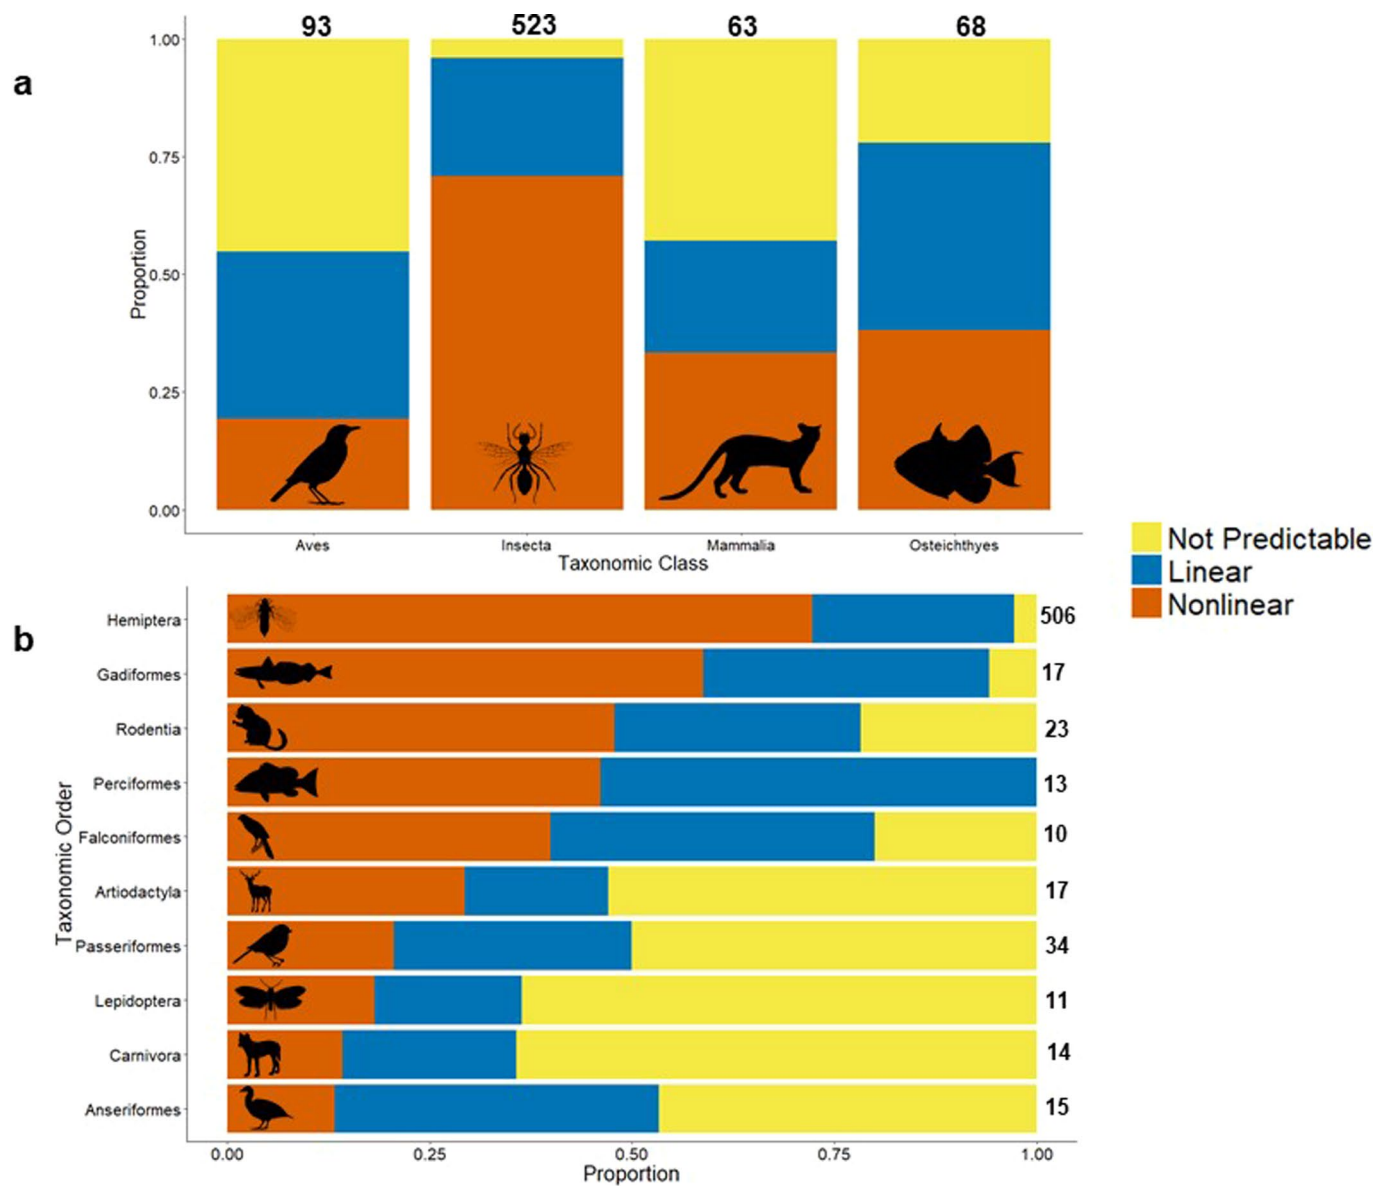 a
93 523 63 68
1.00
0.75
0.50
0.25
0.00
Proportion
Aves Insecta Mammalia Osteichthyes
Taxonomic Class
Not Predictable
Linear
Nonlinear
b
Taxonomic Order
Hemiptera 506
Gadiformes 17
Rodentia 23
Perciformes 13
Falconiformes 10
Artiodactyla 17
Passeriformes 34
Lepidoptera 11
Carnivora 14
Anseriformes 15
0.00 0.25 0.50 0.75 1.00
Proportion